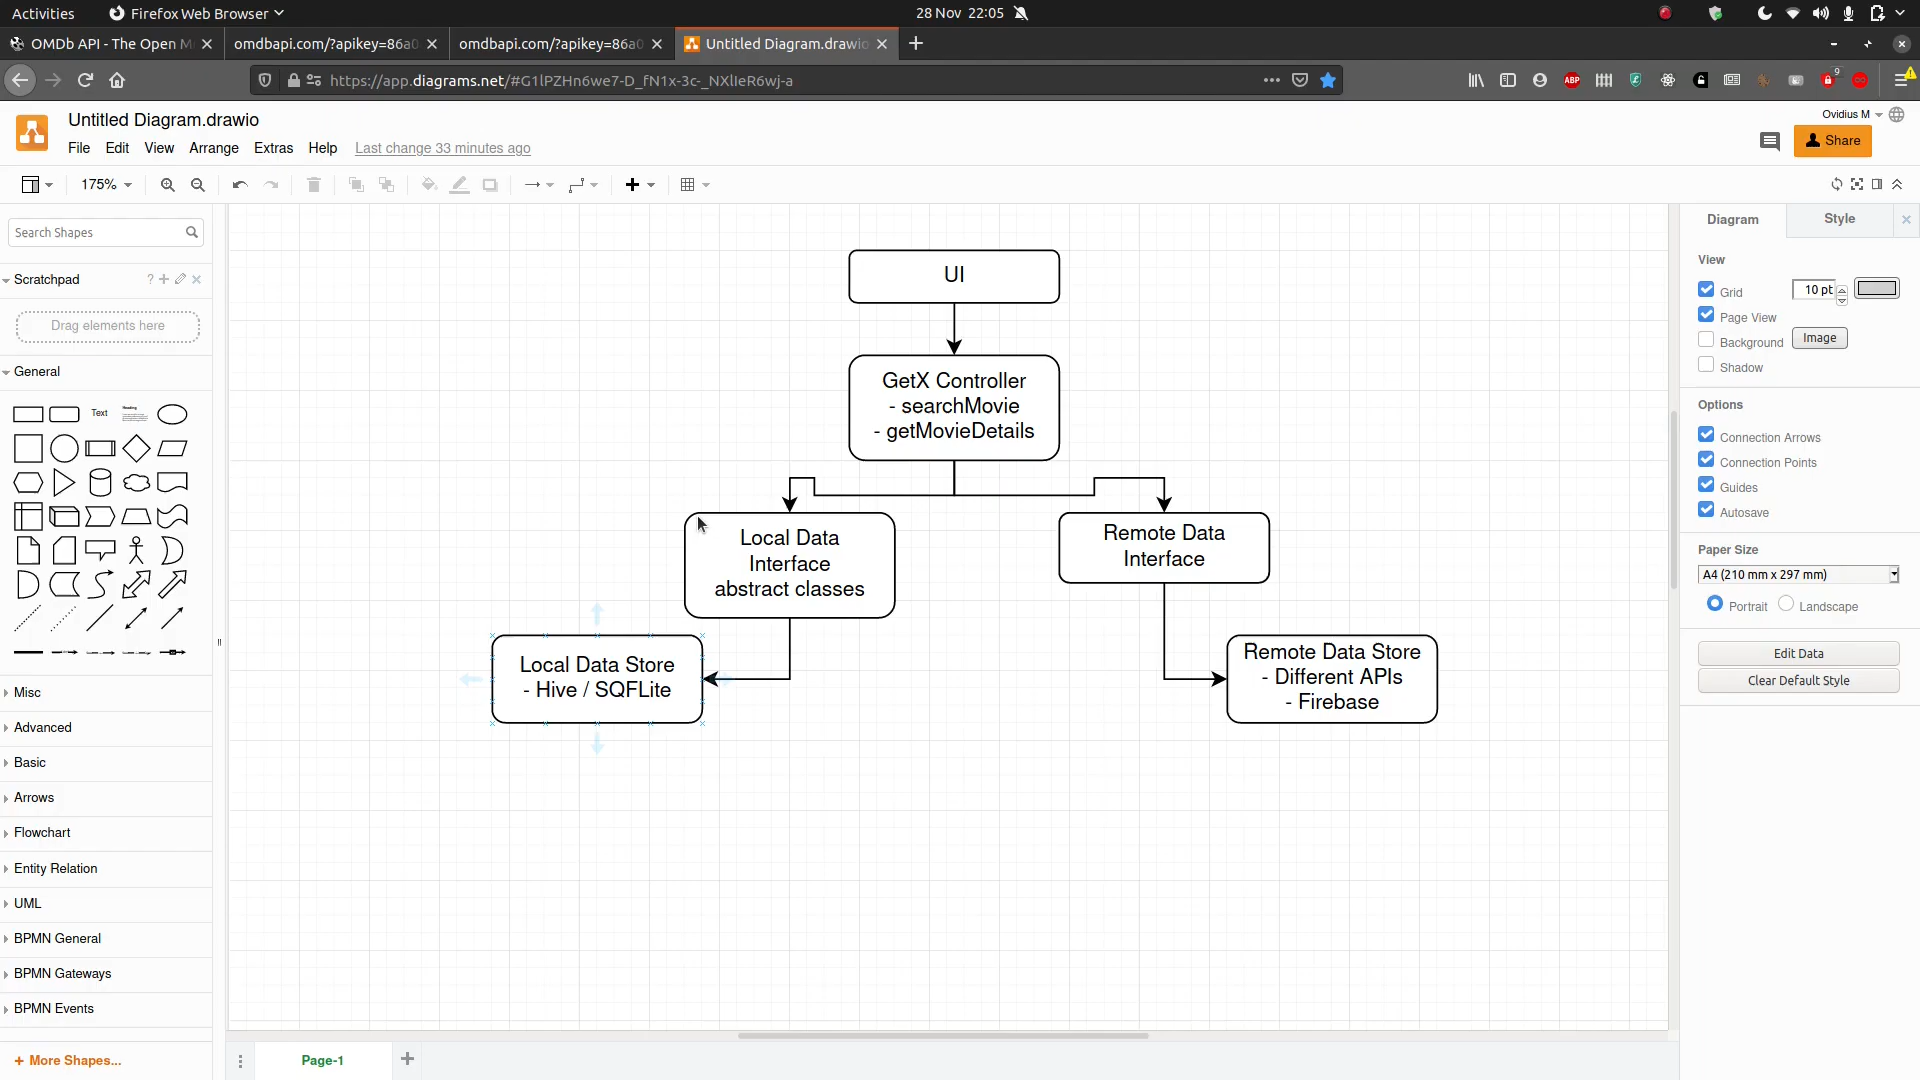 Activities
Firefox Web Browser
28 Nov 22:05
OMDb API - The Open M
omdbapi.com/?apikey=86a0
omdbapi.com/?apikey=86a0
Untitled Diagram.drawio
https://app.diagrams.net/#G1lPZHn6we7-D_fN1x-3c-_NXlIeR6wj-a
ABP
9
Untitled Diagram.drawio
Ovidius M
File Edit View Arrange Extras Help Last change 33 minutes ago
Share
175%
Search Shapes
Scratchpad
?
Drag elements here
General
Text
Heading
Misc
Advanced
Basic
Arrows
Flowchart
Entity Relation
UML
BPMN General
BPMN Gateways
BPMN Events
+ More Shapes...
UI
GetX Controller
- searchMovie
- getMovieDetails
Local Data
Interface
abstract classes
Remote Data
Interface
Local Data Store
- Hive / SQFLite
Remote Data Store
- Different APIs
- Firebase
Page-1
Diagram
Style
View
Grid
10 pt
Page View
Background
Image
Shadow
Options
Connection Arrows
Connection Points
Guides
Autosave
Paper Size
A4 (210 mm x 297 mm)
Portrait
Landscape
Edit Data
Clear Default Style